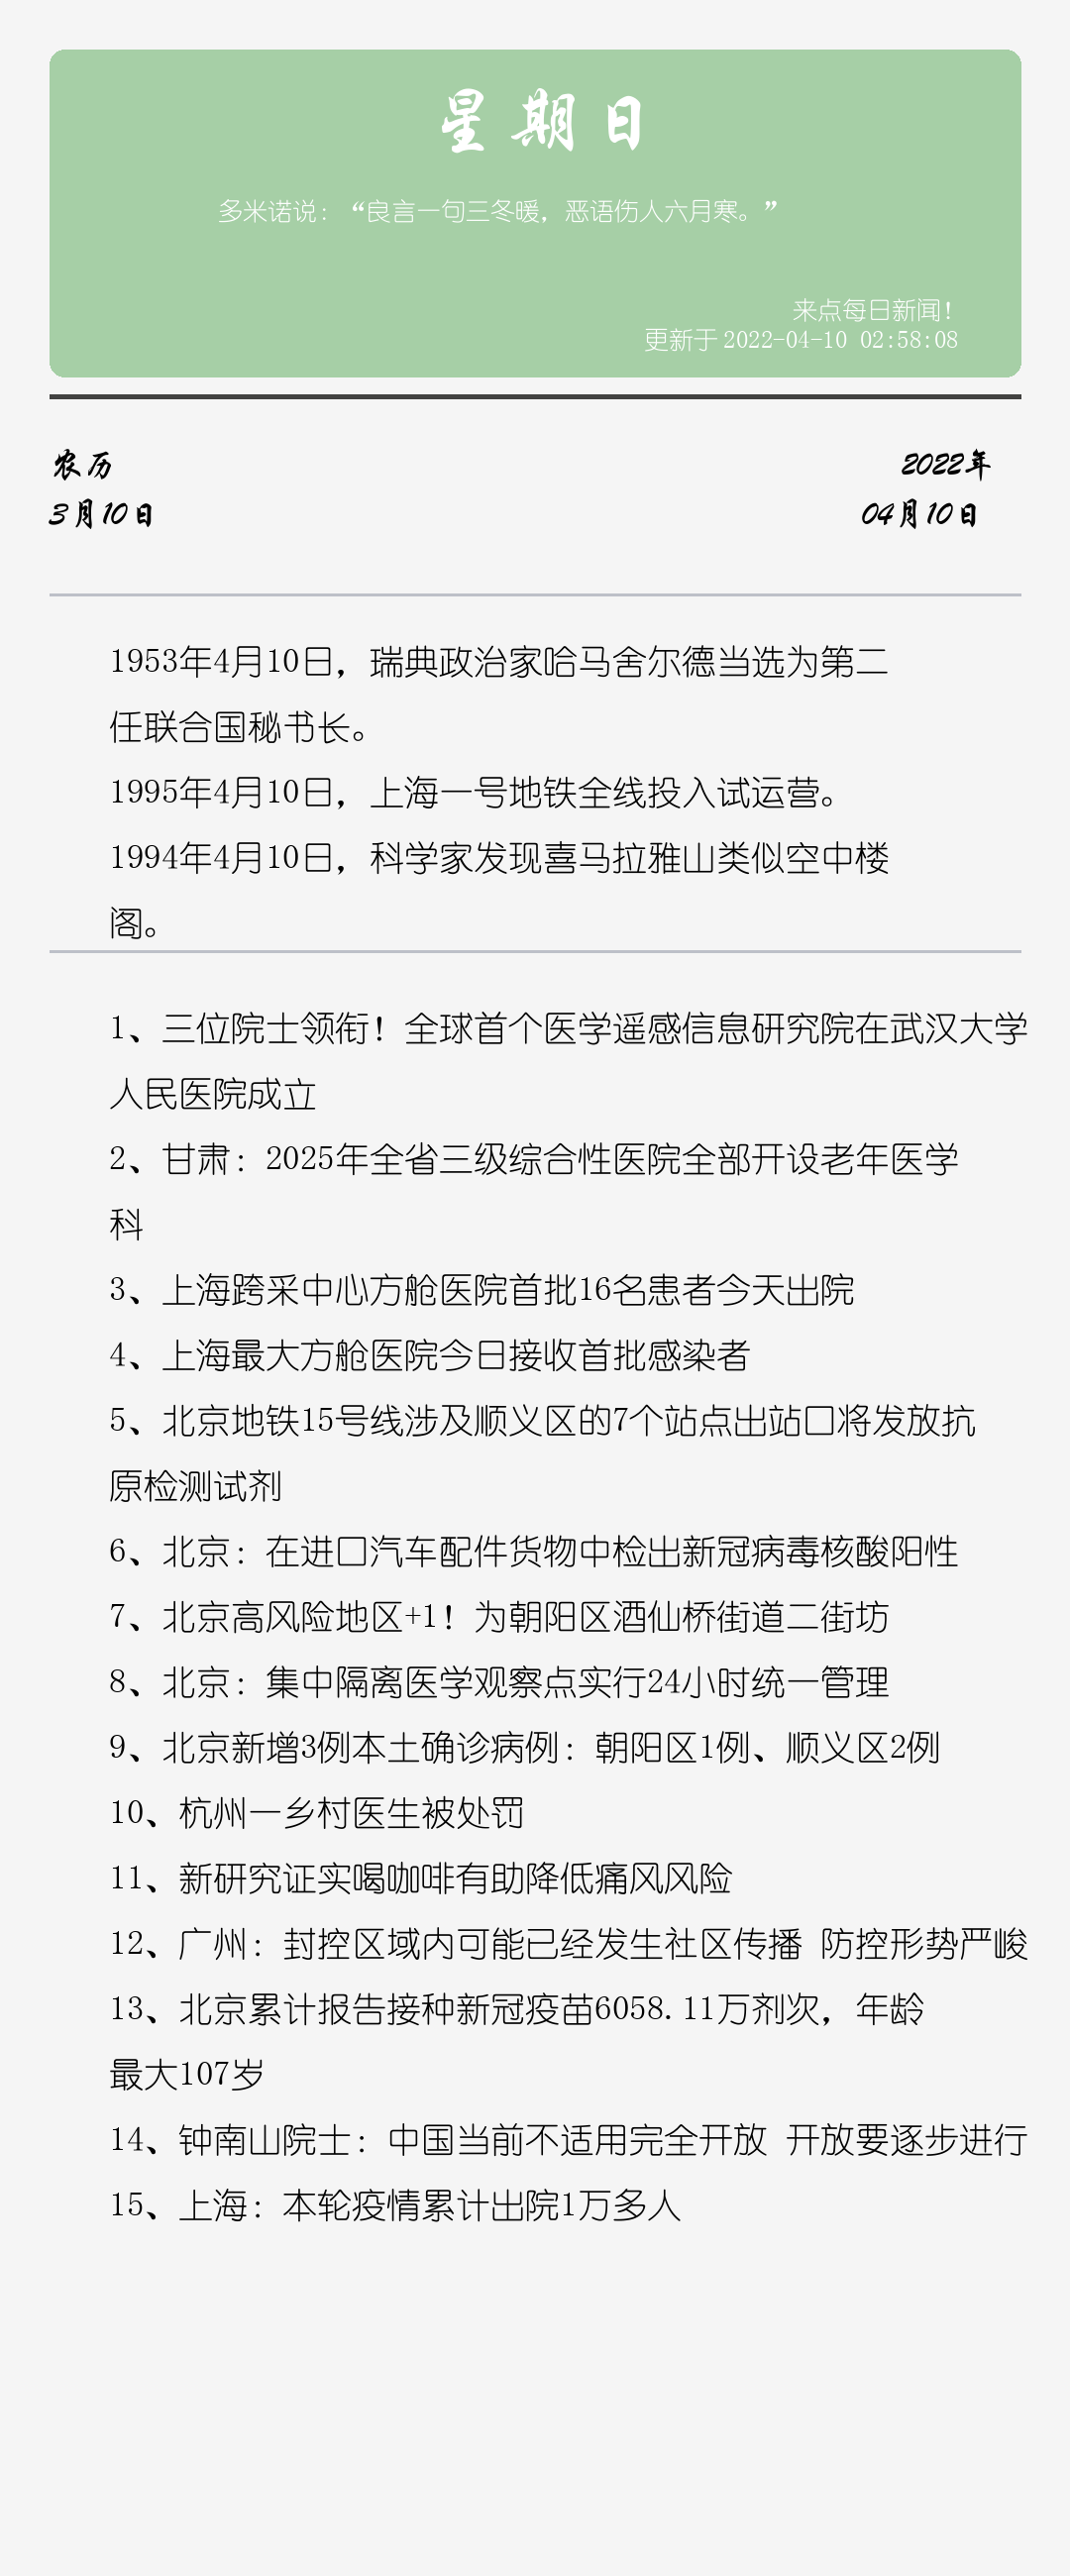 星期日
多米诺说：“良言一句三冬暖，恶语伤人六月寒。”
来点每日新闻！
更新于 2022-04-10 02:58:08
农历
2022年
3月10日
04月10日
1953年4月10日，瑞典政治家哈马舍尔德当选为第二
任联合国秘书长。
1995年4月10日，上海一号地铁全线投入试运营。
1994年4月10日，科学家发现喜马拉雅山类似空中楼
阁。
1、三位院士领衔！全球首个医学遥感信息研究院在武汉大学
人民医院成立
2、甘肃：2025年全省三级综合性医院全部开设老年医学
科
3、上海跨采中心方舱医院首批16名患者今天出院
4、上海最大方舱医院今日接收首批感染者
5、北京地铁15号线涉及顺义区的7个站点出站口将发放抗
原检测试剂
6、北京：在进口汽车配件货物中检出新冠病毒核酸阳性
7、北京高风险地区+1！为朝阳区酒仙桥街道二街坊
8、北京：集中隔离医学观察点实行24小时统一管理
9、北京新增3例本土确诊病例：朝阳区1例、顺义区2例
10、杭州一乡村医生被处罚
11、新研究证实喝咖啡有助降低痛风风险
12、广州：封控区域内可能已经发生社区传播 防控形势严峻
13、北京累计报告接种新冠疫苗6058.11万剂次，年龄
最大107岁
14、钟南山院士：中国当前不适用完全开放 开放要逐步进行
15、上海：本轮疫情累计出院1万多人